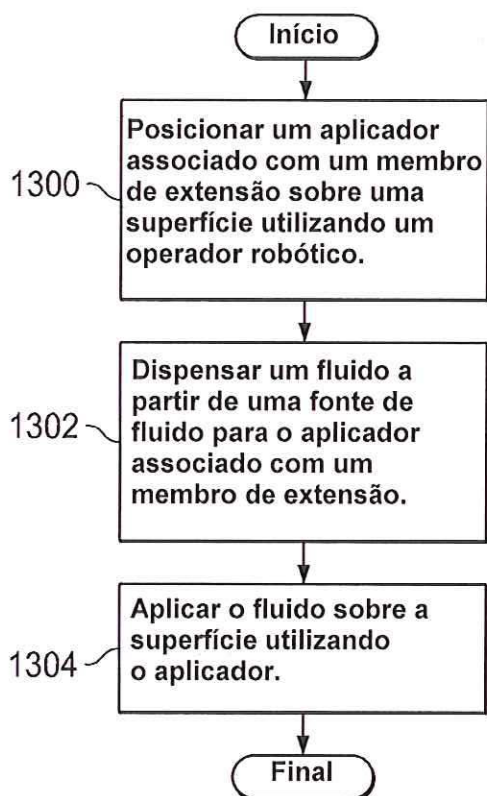 Início
Posicionar um aplicador
associado com um membro
de extensão sobre uma
superfície utilizando um
operador robótico.
1300
Dispensar um fluido a
partir de uma fonte de
fluido para o aplicador
associado com um
membro de extensão.
1302
Aplicar o fluido sobre a
superfície utilizando
o aplicador.
1304
Final